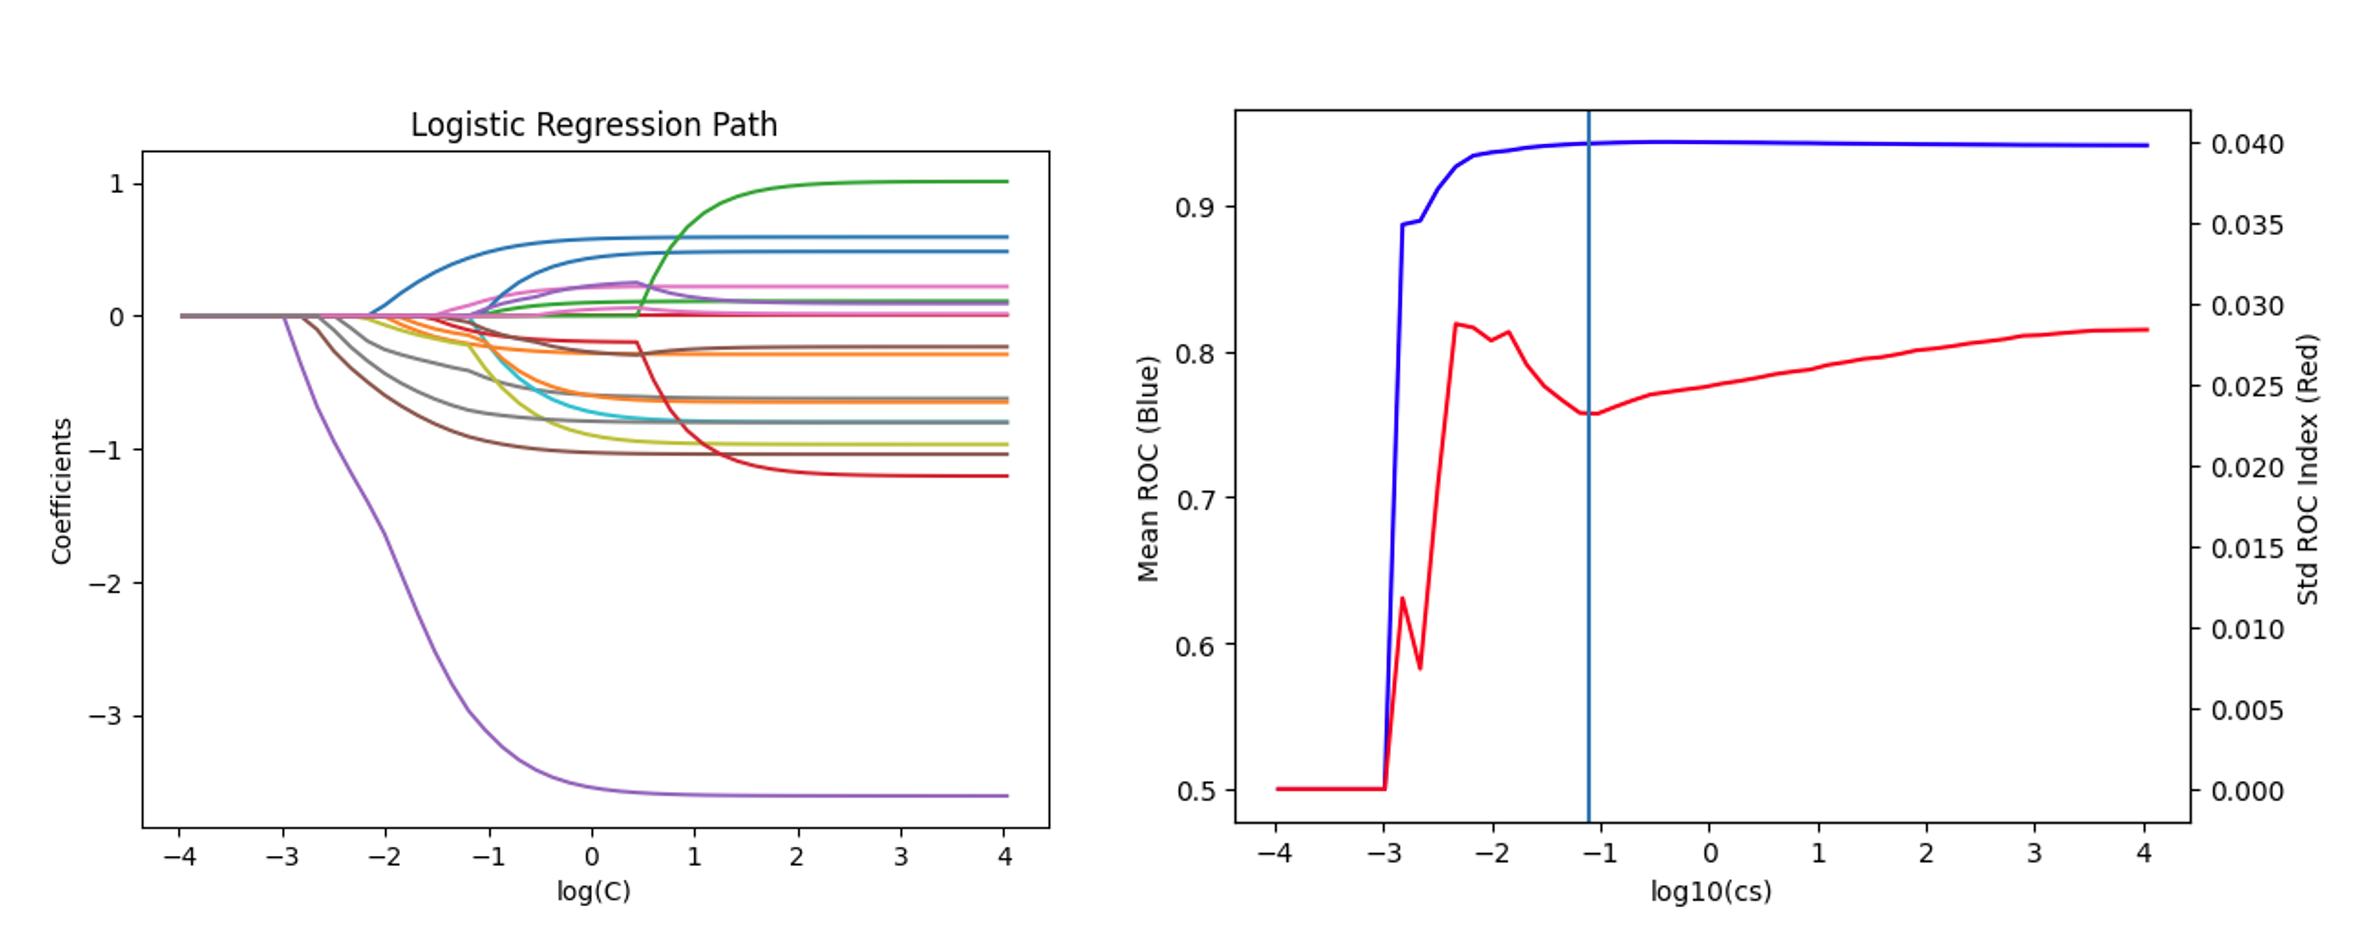 Logistic Regression Path
1
0
−1
−2
−3
Coefficients
−4 −3 −2 −1 0 1 2 3 4
log(C)
0.9
0.8
0.7
0.6
0.5
Mean ROC (Blue)
0.040
0.035
0.030
0.025
0.020
0.015
0.010
0.005
0.000
Std ROC Index (Red)
−4 −3 −2 −1 0 1 2 3 4
log10(cs)